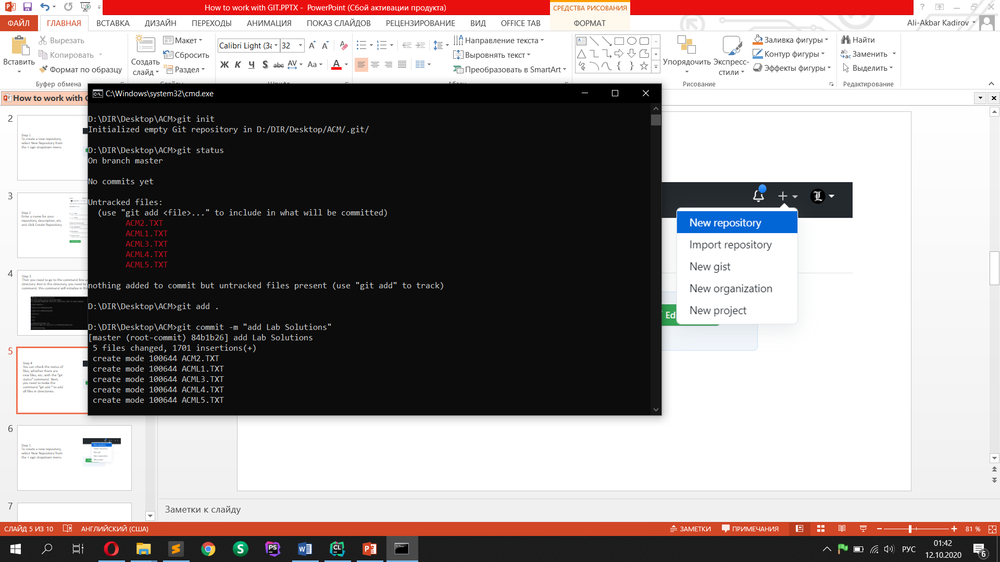 How to work with GIT.PPTX - PowerPoint (Сбой активации продукта)
СРЕДСТВА РИСОВАНИЯ
ФАЙЛ ГЛАВНАЯ ВСТАВКА ДИЗАЙН ПЕРЕХОДЫ АНИМАЦИЯ ПОКАЗ СЛАЙДОВ РЕЦЕНЗИРОВАНИЕ ВИД OFFICE TAB ФОРМАТ
Ali-Akbar Kadirov
Вставить
Вырезать
Копировать
Формат по образцу
Буфер обмена
Создать
слайд
Макет
Сбросить
Раздел
Calibri Light (За 32
Ж К Ч S abc AV Aa A
Направление текста
Выровнять текст
Преобразовать в SmartArt
Упорядочить
Экспресс-
стили
Заливка фигуры
Контур фигуры
Эффекты фигуры
Рисование
Найти
Заменить
Выделить
Редактирование
How to work with
C:\Windows\system32\cmd.exe
D:\DIR\Desktop\ACM>git init
Initialized empty Git repository in D:/DIR/Desktop/ACM/.git/
D:\DIR\Desktop\ACM>git status
On branch master
No commits yet
Untracked files:
(use "git add <file>..." to include in what will be committed)
ACM2.TXT
ACML1.TXT
ACML3.TXT
ACML4.TXT
ACML5.TXT
nothing added to commit but untracked files present (use "git add" to track)
D:\DIR\Desktop\ACM>git add .
D:\DIR\Desktop\ACM>git commit -m "add Lab Solutions"
[master (root-commit) 84b1b26] add Lab Solutions
5 files changed, 1701 insertions(+)
create mode 100644 ACM2.TXT
create mode 100644 ACML1.TXT
create mode 100644 ACML3.TXT
create mode 100644 ACML4.TXT
create mode 100644 ACML5.TXT
2
Step 1
To create a new repository,
select New Repository from
the + sign dropdown menu
3
Step 2
Enter a name for your
repository, description, etc.
and click Create Repository.
4
Step 3
Then you need to go to the command line
directory. And in this directory, you need to
command. this command will initialize in
5
Step 4
You can check the status of
files, whether there are
new files, etc. with the "git
status" command. Next,
you need to make the
command "git add." to add
all files in directories.
6
Step 1
To create a new repository,
select New Repository from
the + sign dropdown menu
7
New repository
Import repository
New gist
New organization
New project
Ed
Заметки к слайду
СЛАЙД 5 ИЗ 10 АНГЛИЙСКИЙ (США) ЗАМЕТКИ ПРИМЕЧАНИЯ 81 %
РУС
01:42
12.10.2020
6